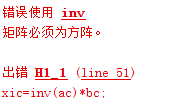 错误使用 inv
矩阵必须为方阵。
出错 H1_1 (line 51)
xic=inv(ac)*bc;